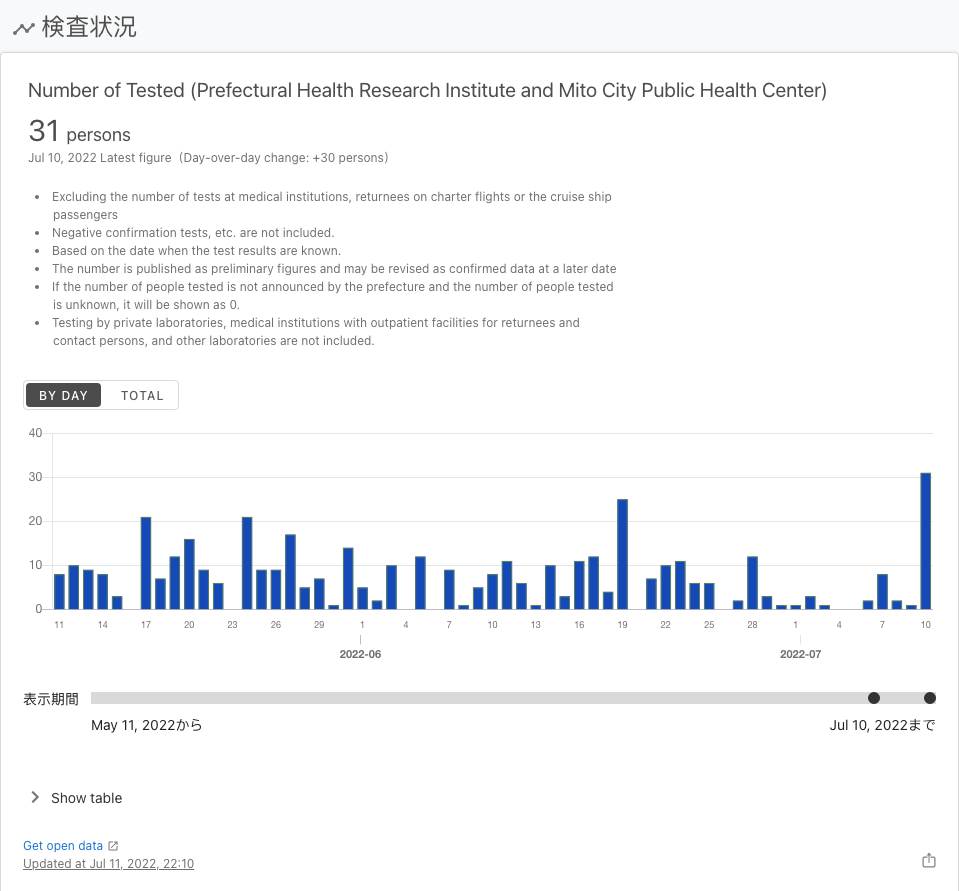 検査状況
Number of Tested (Prefectural Health Research Institute and Mito City Public Health Center)
31 persons
Jul 10, 2022 Latest figure (Day-over-day change: +30 persons)
• Excluding the number of tests at medical institutions, returnees on charter flights or the cruise ship
passengers
• Negative confirmation tests, etc. are not included.
• Based on the date when the test results are known.
• The number is published as preliminary figures and may be revised as confirmed data at a later date
• If the number of people tested is not announced by the prefecture and the number of people tested
is unknown, it will be shown as 0.
• Testing by private laboratories, medical institutions with outpatient facilities for returnees and
contact persons, and other laboratories are not included.
BY DAY TOTAL
40
30
20
10
0
11 14 17 20 23 26 29 1 4 7 10 13 16 19 22 25 28 1 4 7 10
2022-06 2022-07
表示期間
May 11, 2022から Jul 10, 2022まで
Show table
Get open data
Updated at Jul 11, 2022, 22:10